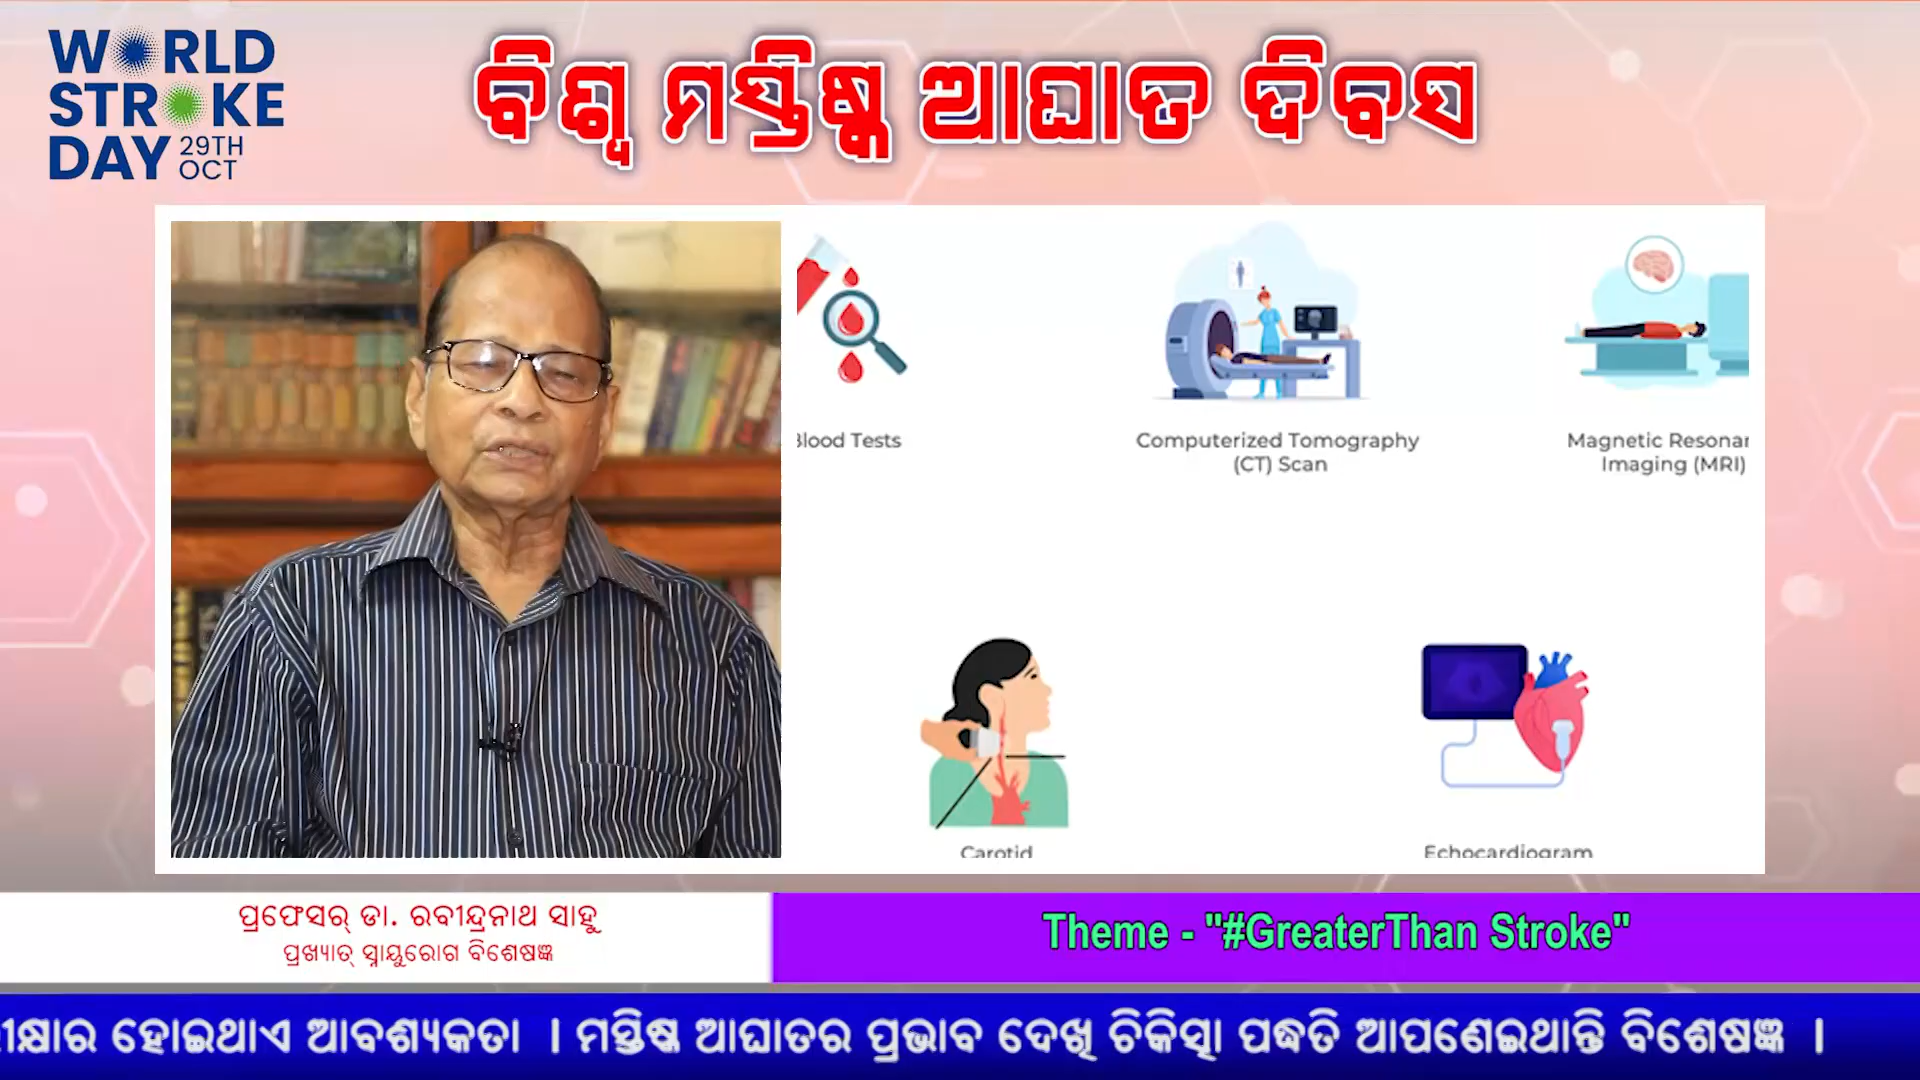 WORLD
STROKE
DAY 29TH
OCT
ବିଶ୍ୱ ମସ୍ତିଷ୍କ ଆଘାତ ଦିବସ
Blood Tests
Computerized Tomography
(CT) Scan
Magnetic Resonan
Imaging (MRI)
Carotid
Echocardiogram
ପ୍ରଫେସର୍ ଡା. ରବୀନ୍ଦ୍ରନାଥ ସାହୁ
ପ୍ରଖ୍ୟାତ୍ ସ୍ନାୟୁରୋଗ ବିଶେଷଜ୍ଞ
Theme - "#GreaterThan Stroke"
ହୋଇଥାଏ ଆବଶ୍ୟକତା । ମସ୍ତିଷ୍କ ଆଘାତର ପ୍ରଭାବ ଦେଖି ଚିକିତ୍ସା ପଦ୍ଧତି ଆପଣେଇଥାନ୍ତି ବିଶେଷଜ୍ଞ ।